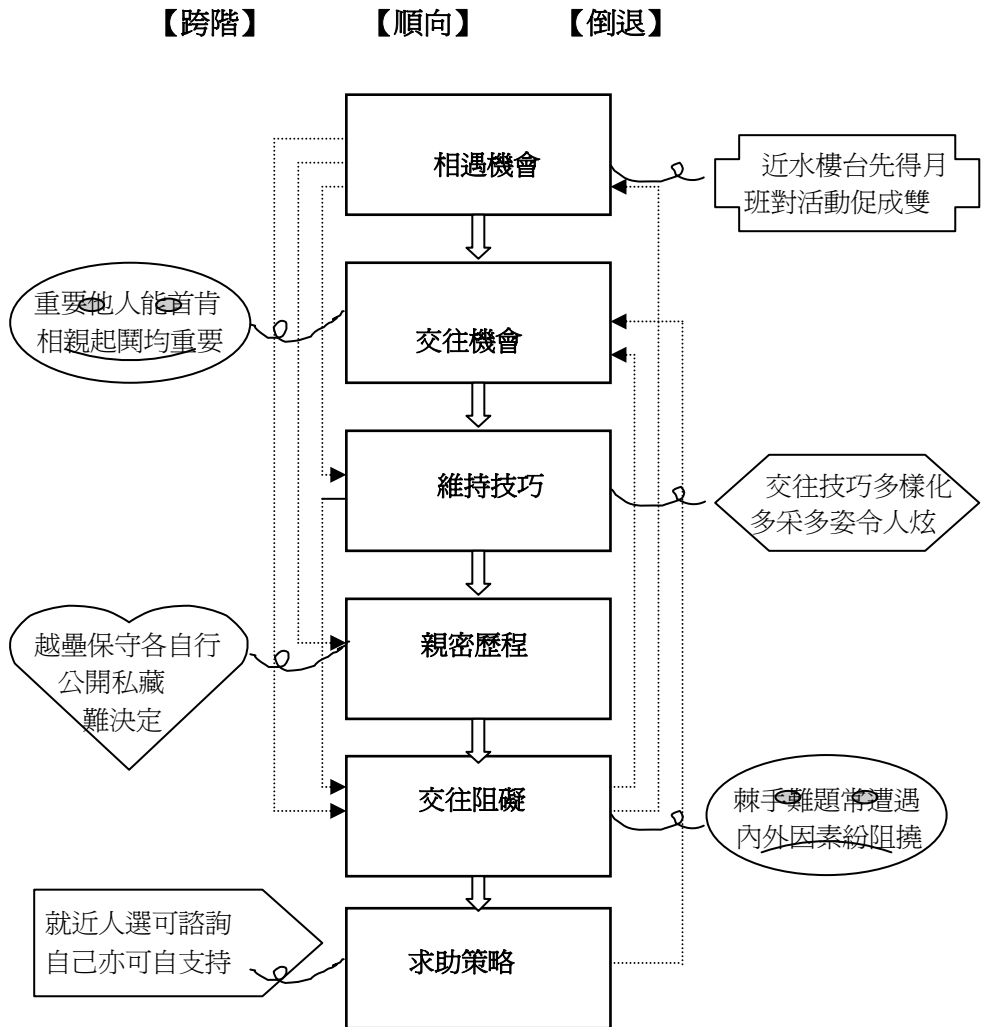 【跨階】 【順向】 【倒退】
相遇機會
近水樓台先得月
班對活動促成雙
重要他人能首肯
相親起鬨均重要
交往機會
維持技巧
交往技巧多樣化
多采多姿令人炫
越壘保守各自行
公開私藏
難決定
親密歷程
交往阻礙
棘手難題常遭遇
內外因素紛阻撓
就近人選可諮詢
自己亦可自支持
求助策略